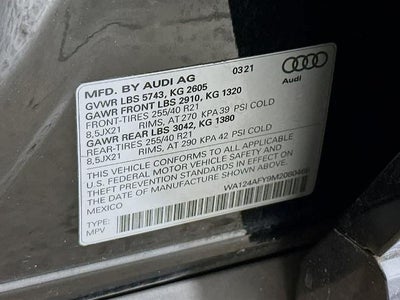 MFD. BY AUDI AG 03 21
GVWR LBS 5743, KG 2605
GAWR FRONT LBS 2910, KG 1320
FRONT-TIRES 255/40 R21
8,5JX21 RIMS, AT 270 KPA 39 PSI COLD
GAWR REAR LBS 3042, KG 1380
REAR-TIRES 255/40 R21
8,5JX21 RIMS, AT 290 KPA 42 PSI COLD
Audi
THIS VEHICLE CONFORMS TO ALL APPLICABLE
U.S. FEDERAL MOTOR VEHICLE SAFETY AND
THEFT PREVENTION STANDARDS IN EFFECT ON
THE DATE OF MANUFACTURE SHOWN ABOVE.
MEXICO
TYPE:
MPV